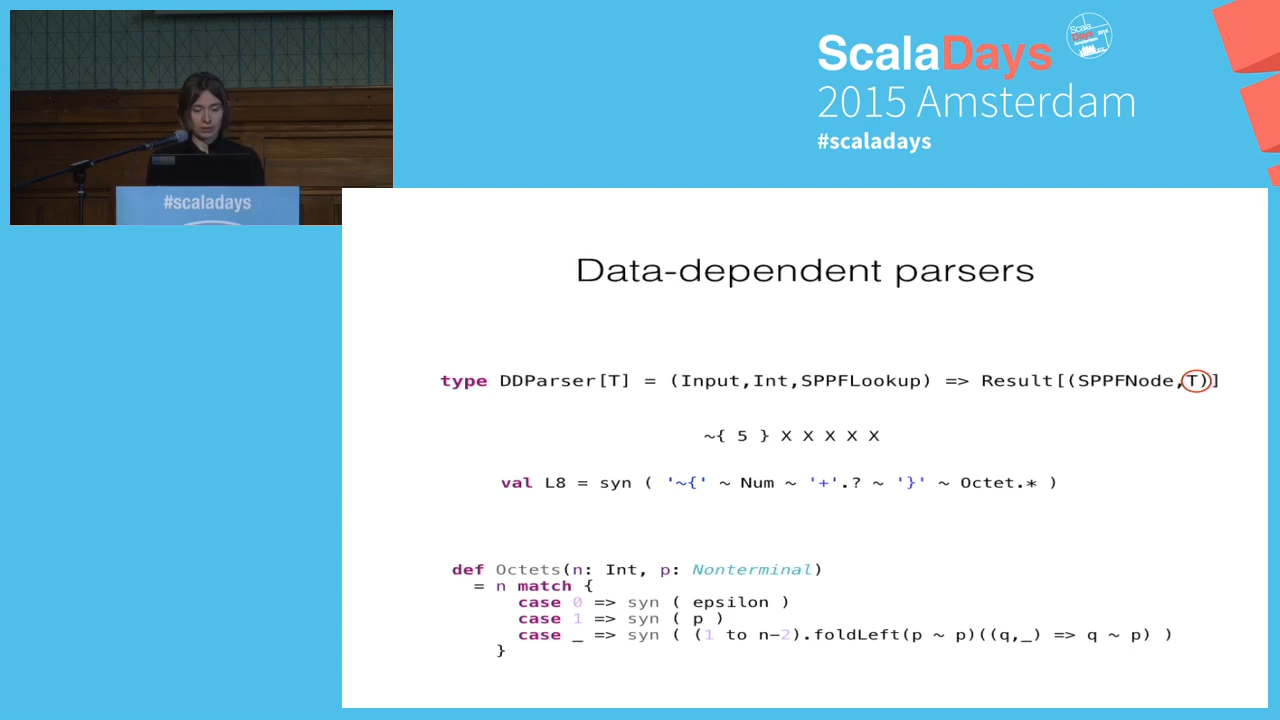 ScalaDays
2015 Amsterdam
#scaladays
#scaladays
Data-dependent parsers
type DDParser[T] = (Input,Int,SPPFLookup) => Result[(SPPFNode,T)]
~{ 5 } X X X X X
val L8 = syn ( '~{' ~ Num ~ '+'.? ~ '}' ~ Octet.* )
def Octets(n: Int, p: Nonterminal)
= n match {
case 0 => syn ( epsilon )
case 1 => syn ( p )
case _ => syn ( (1 to n-2).foldLeft(p ~ p)((q,_) => q ~ p) )
}